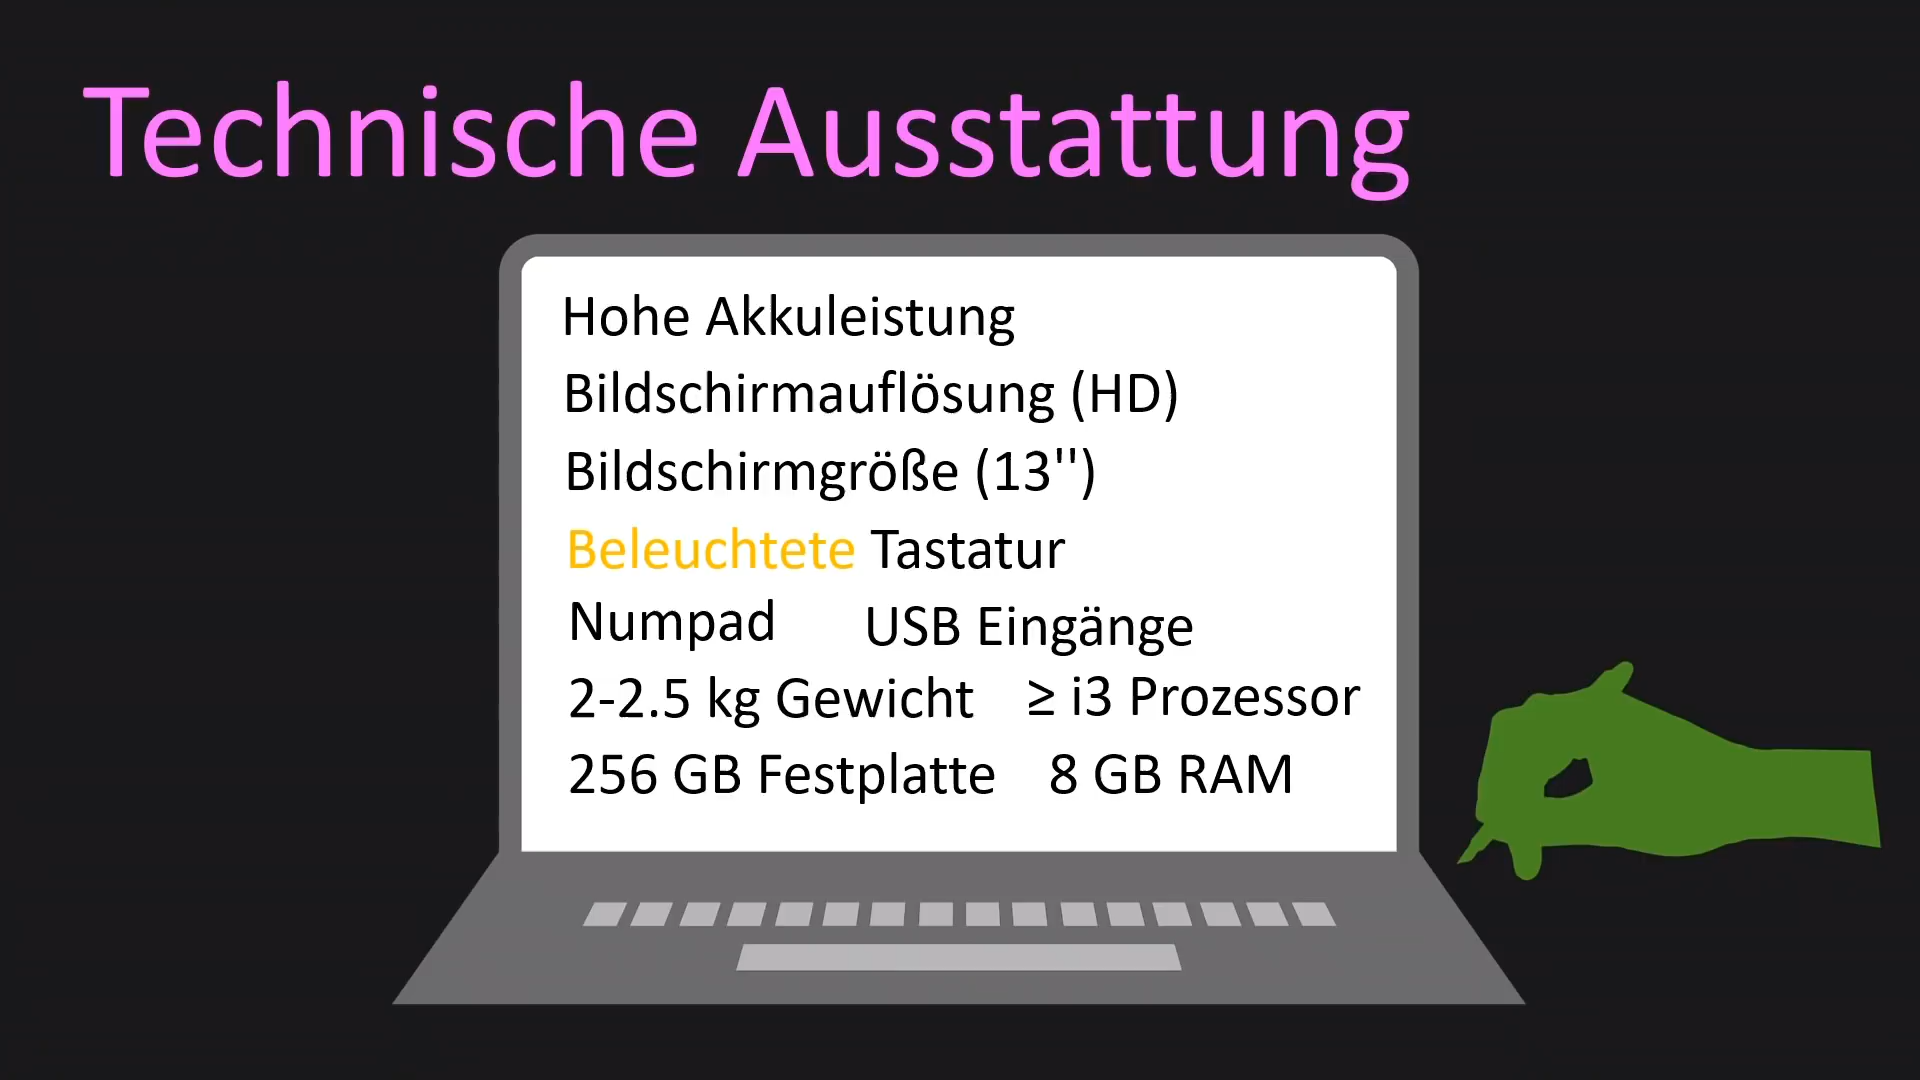 Technische Ausstattung
Hohe Akkuleistung
Bildschirmauflösung (HD)
Bildschirmgröße (13'')
Beleuchtete Tastatur
Numpad USB Eingänge
2-2.5 kg Gewicht ≥ i3 Prozessor
256 GB Festplatte 8 GB RAM